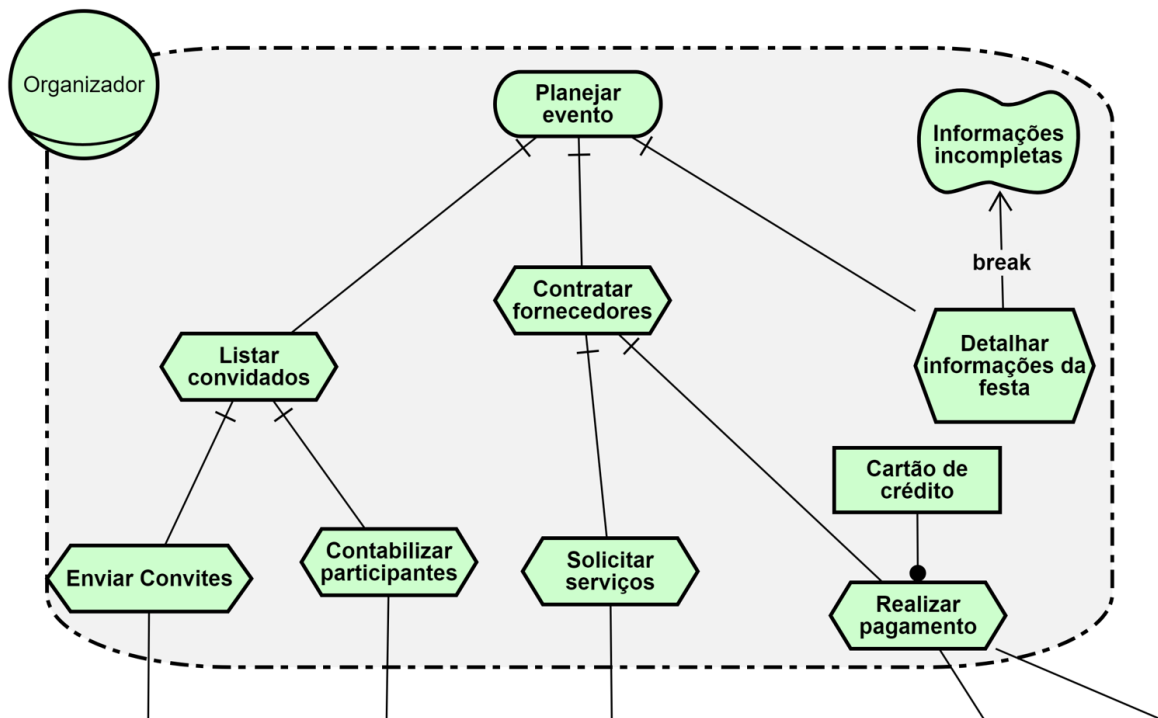 Organizador
Planejar
evento
Informações
incompletas
break
Contratar
fornecedores
Detalhar
informações da
festa
Listar
convidados
Cartão de
crédito
Enviar Convites
Contabilizar
participantes
Solicitar
serviços
Realizar
pagamento